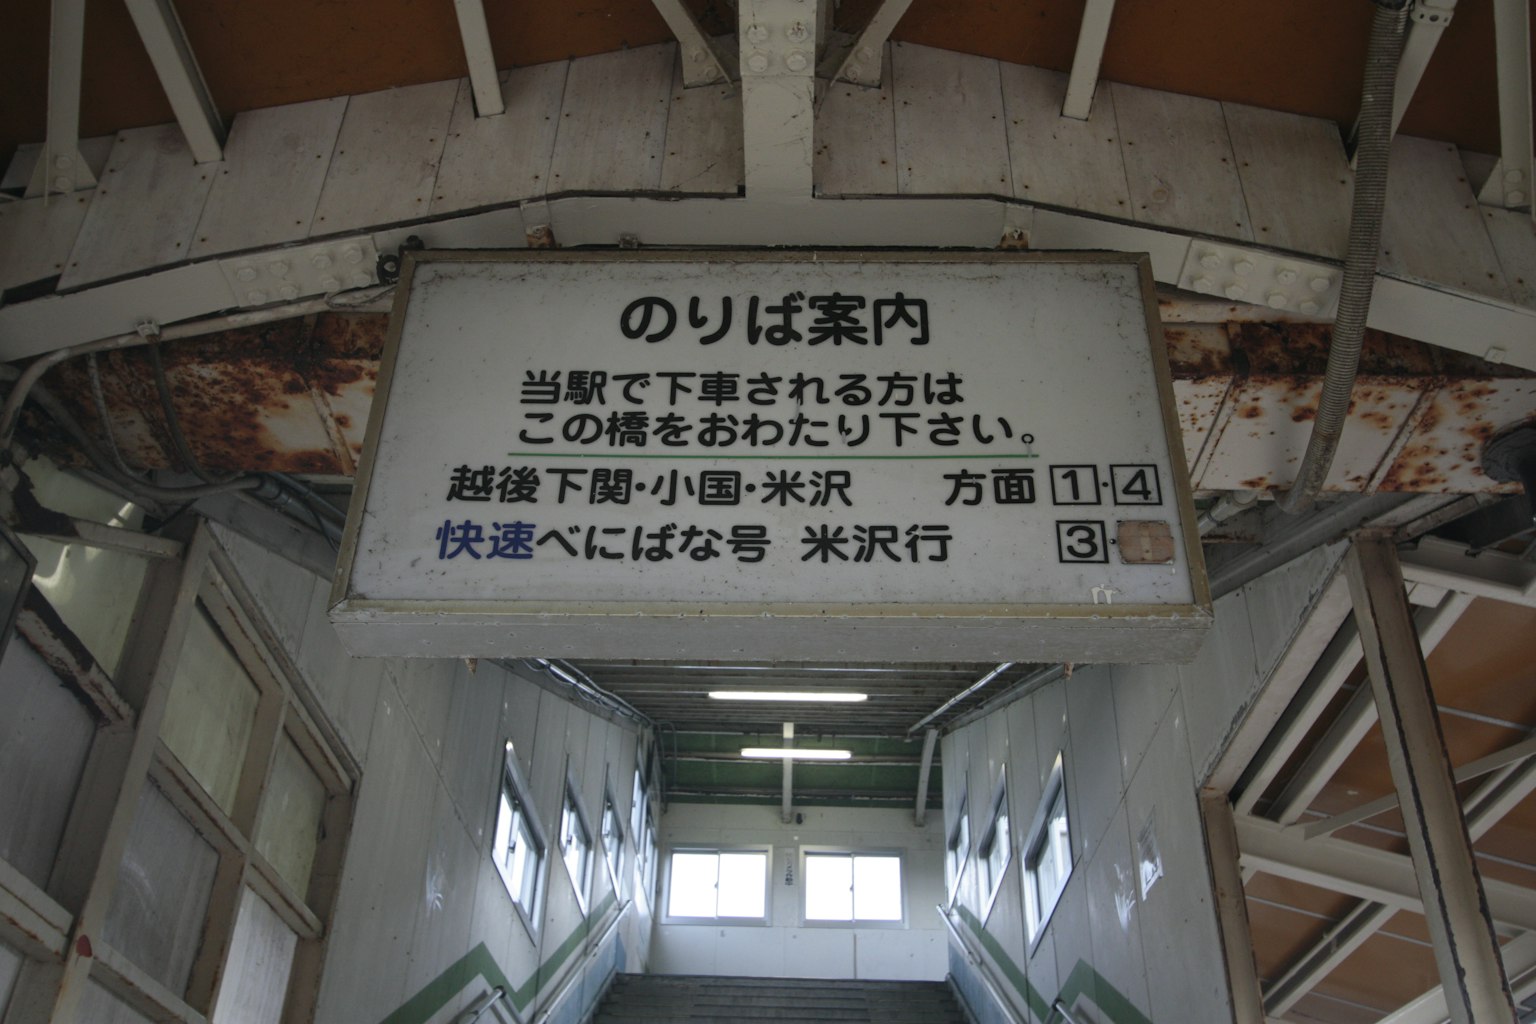 のりば案内
当駅で下車される方は
この橋をおわたり下さい。
越後下関・小国・米沢 方面 1・4
快速べにばな号 米沢行 3・